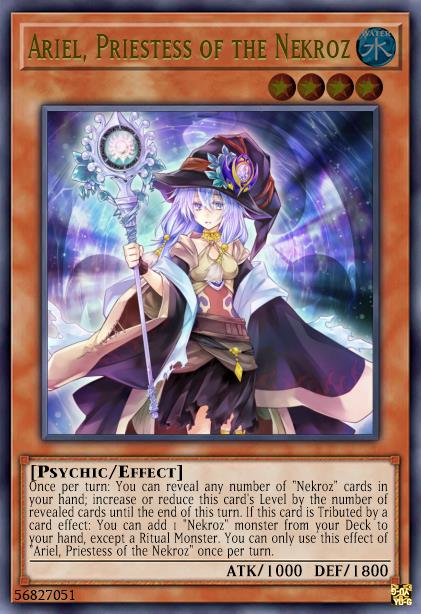 Ariel, Priestess of the Nekroz
WATER
水
[Psychic/Effect]
Once per turn: You can reveal any number of "Nekroz" cards in
your hand; increase or reduce this card's Level by the number of
revealed cards until the end of this turn. If this card is Tributed by a
card effect: You can add 1 "Nekroz" monster from your Deck to
your hand, except a Ritual Monster. You can only use this effect of
"Ariel, Priestess of the Nekroz" once per turn.
ATK/1000 DEF/1800
56827051